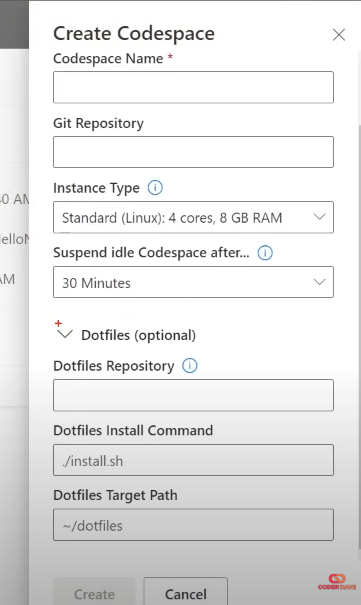 Create Codespace
Codespace Name *
Git Repository
Instance Type
Standard (Linux): 4 cores, 8 GB RAM
Suspend idle Codespace after...
30 Minutes
Dotfiles (optional)
Dotfiles Repository
Dotfiles Install Command
./install.sh
Dotfiles Target Path
~/dotfiles
Create
Cancel
40 AM
AM
CODER DAVE